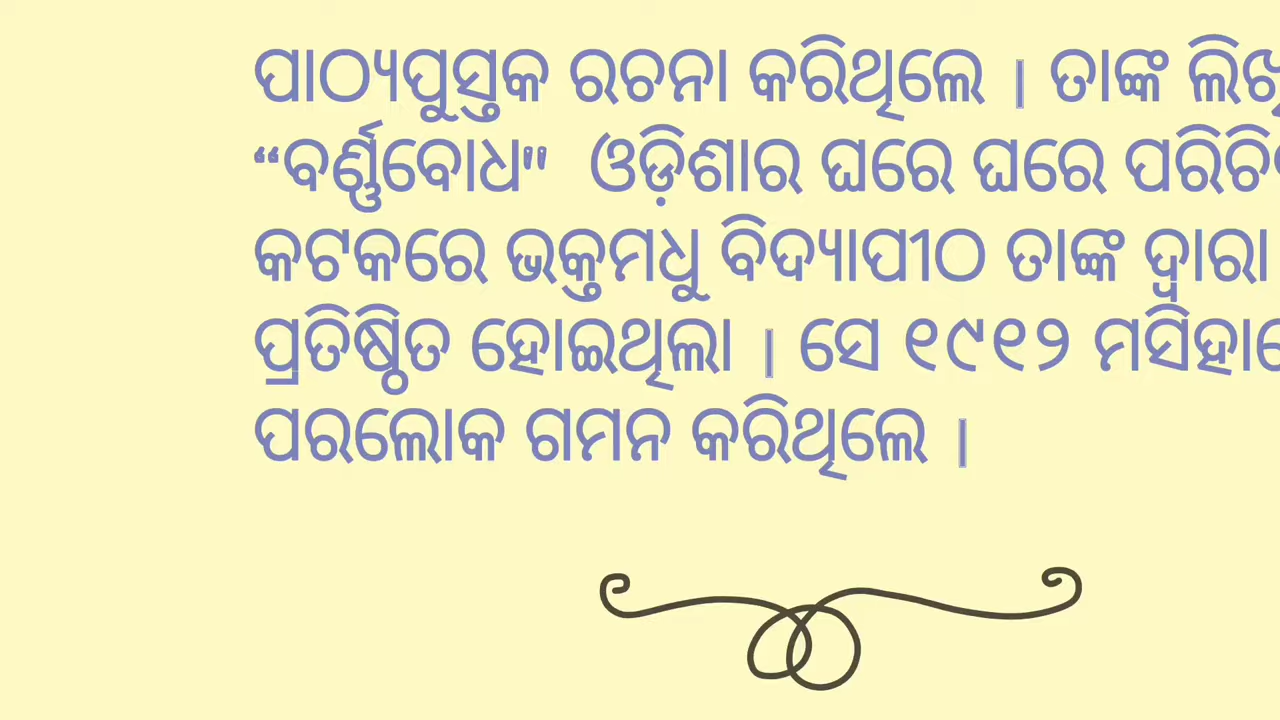 ପାଠ୍ୟପୁସ୍ତକ ରଚନା କରିଥିଲେ | ତାଙ୍କ
“ବର୍ଣ୍ଣବୋଧ" ଓଡ଼ିଶାର ଘରେ ଘରେ
କଟକରେ ଭକ୍ତମଧୁ ବିଦ୍ୟାପୀଠ ତାଙ୍କ ଦ୍ୱାରା
ପ୍ରତିଷ୍ଠିତ ହୋଇଥିଲା | ସେ ୧୯୧୨
ପରଲୋକ ଗମନ କରିଥିଲେ |